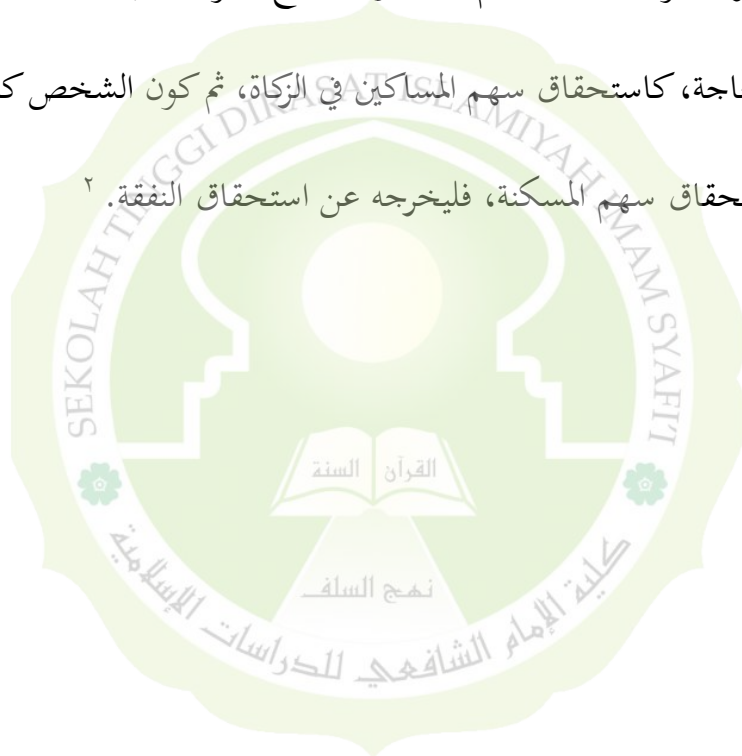 اجة، كاستحقاق سهم المساكين في الزكاة، ثم كون الشخص ك
حقاق سهم المسكنة، فليخرجه عن استحقاق النفقة. ٢
SEKOLAH TINGGI DIRASAT ISLAMIYAH IMAM SYAFI'I
القرآن السنة
نهج السلف
كلية الإمام الشافعي للدراسات الإسلامية